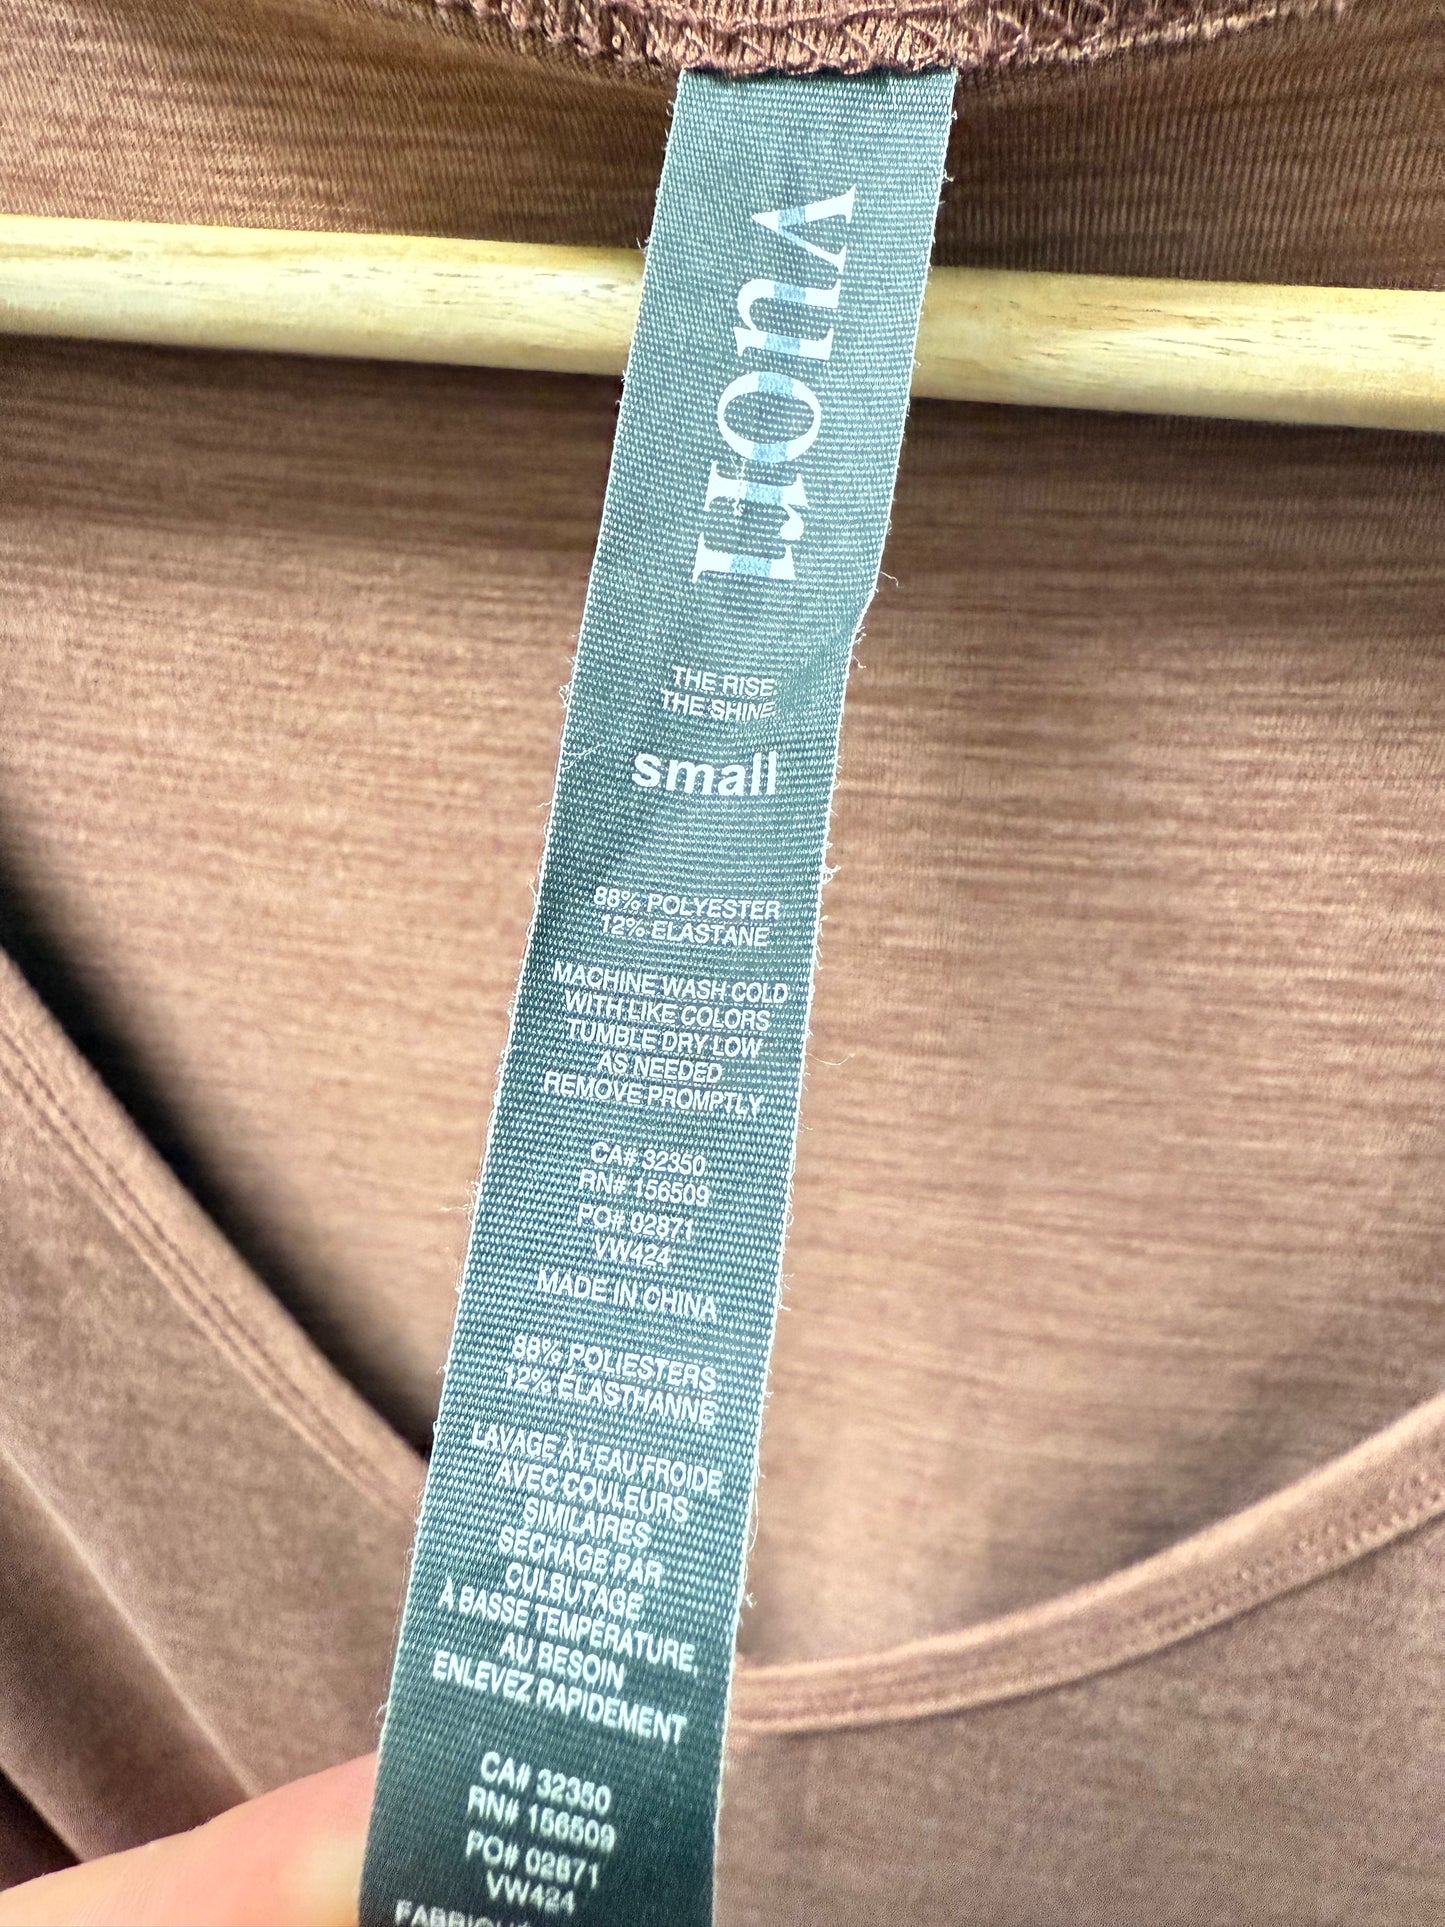 vuori
THE RISE
THE SHINE
small
88% POLYESTER
12% ELASTANE
MACHINE WASH COLD
WITH LIKE COLORS
TUMBLE DRY LOW
AS NEEDED
REMOVE PROMPTLY
CA# 32350
RN# 156509
PO# 02871
VW424
MADE IN CHINA
88% POLIESTERS
12% ÉLASTHANNE
LAVAGE À L'EAU FROIDE
AVEC COULEURS
SIMILAIRES
SÉCHAGE PAR
CULBUTAGE
À BASSE TEMPÉRATURE,
AU BESOIN
ENLEVEZ RAPIDEMENT
CA# 32350
RN# 156509
PO# 02871
VW424